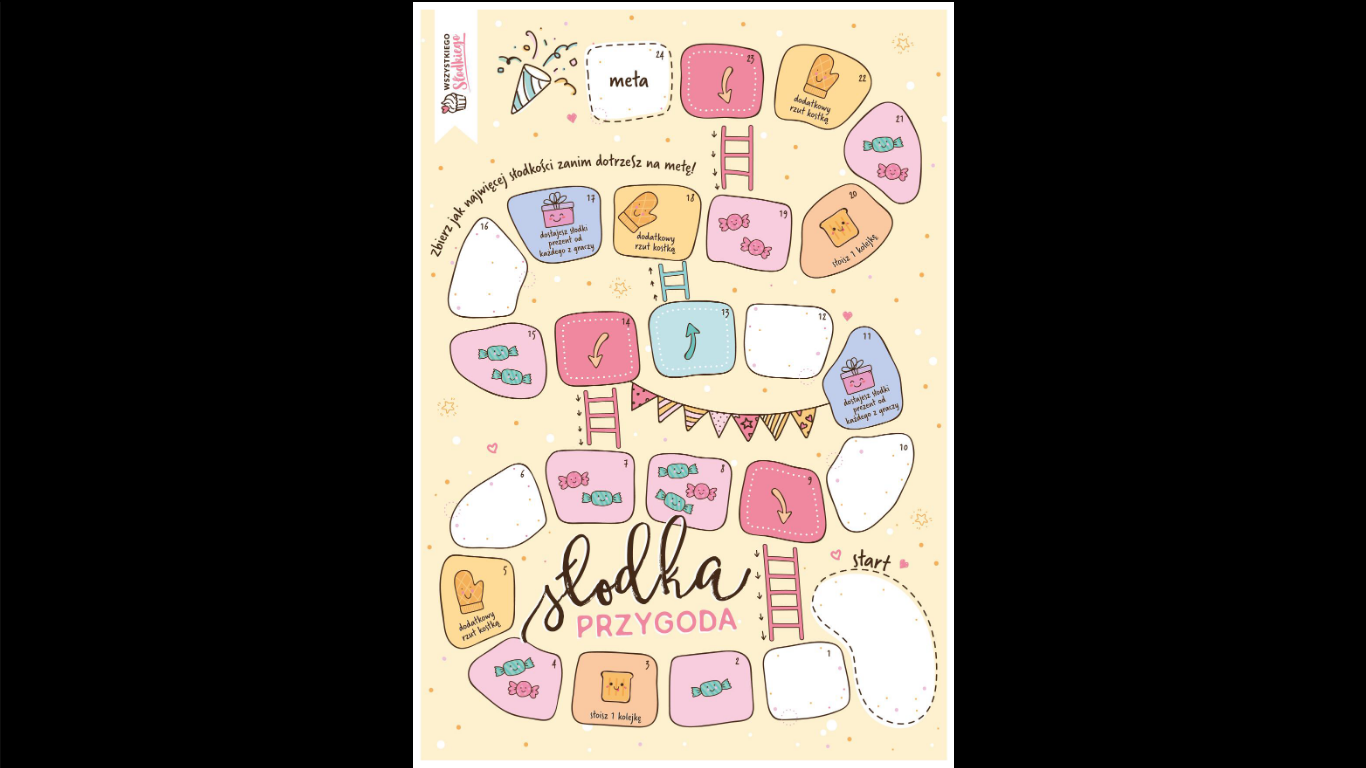 WSZYSTKIEGO
Słodkiego
meta
24
23
22
dodatkowy
rzut kostką
21
Zbierz jak najwięcej słodkości zanim dotrzesz na metę!
16
17
dostajesz słodki
prezent od
każdego z graczy
18
dodatkowy
rzut kostką
19
20
stoisz 1 kolejkę
15
14
13
12
11
dostajesz słodki
prezent od
każdego z graczy
10
6
7
8
9
słodka
PRZYGODA
start
5
dodatkowy
rzut kostką
4
3
stoisz 1 kolejkę
2
1